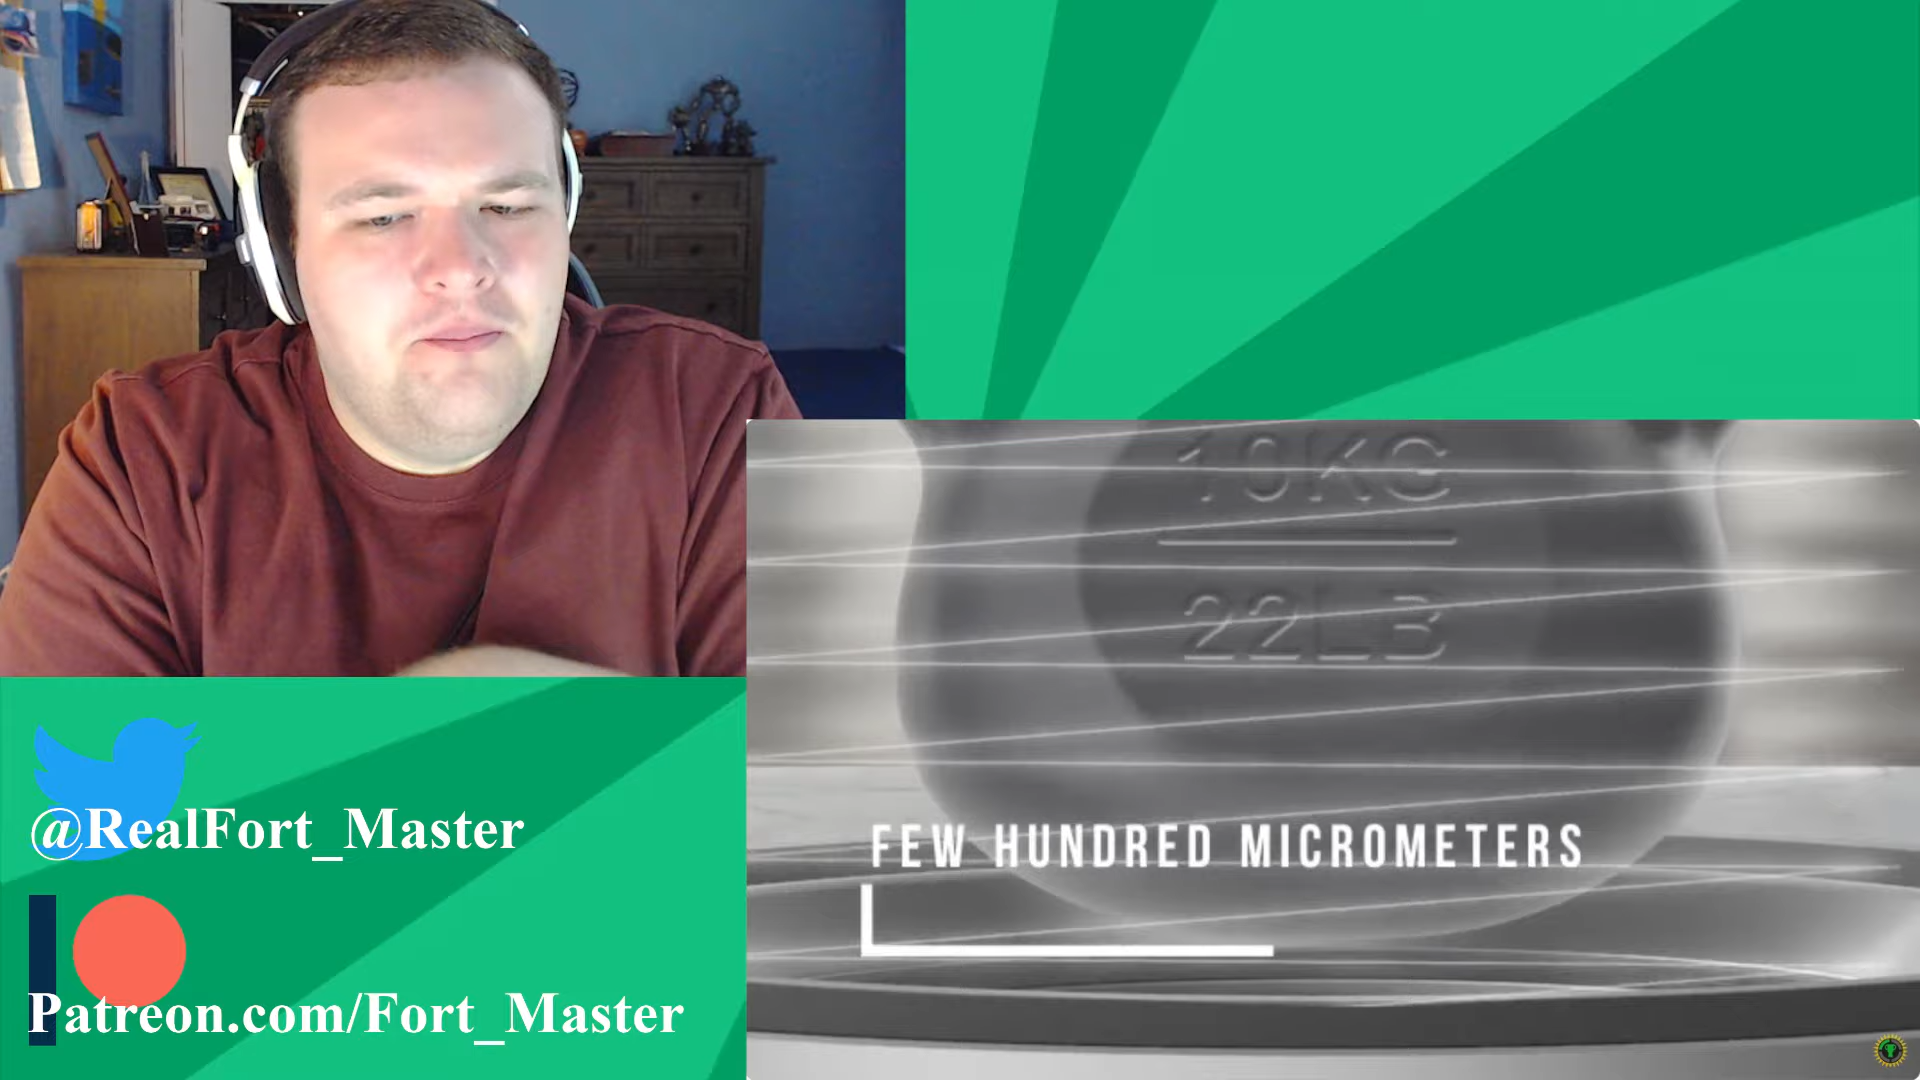 10KG
22LB
FEW HUNDRED MICROMETERS
@RealFort_Master
Patreon.com/Fort_Master